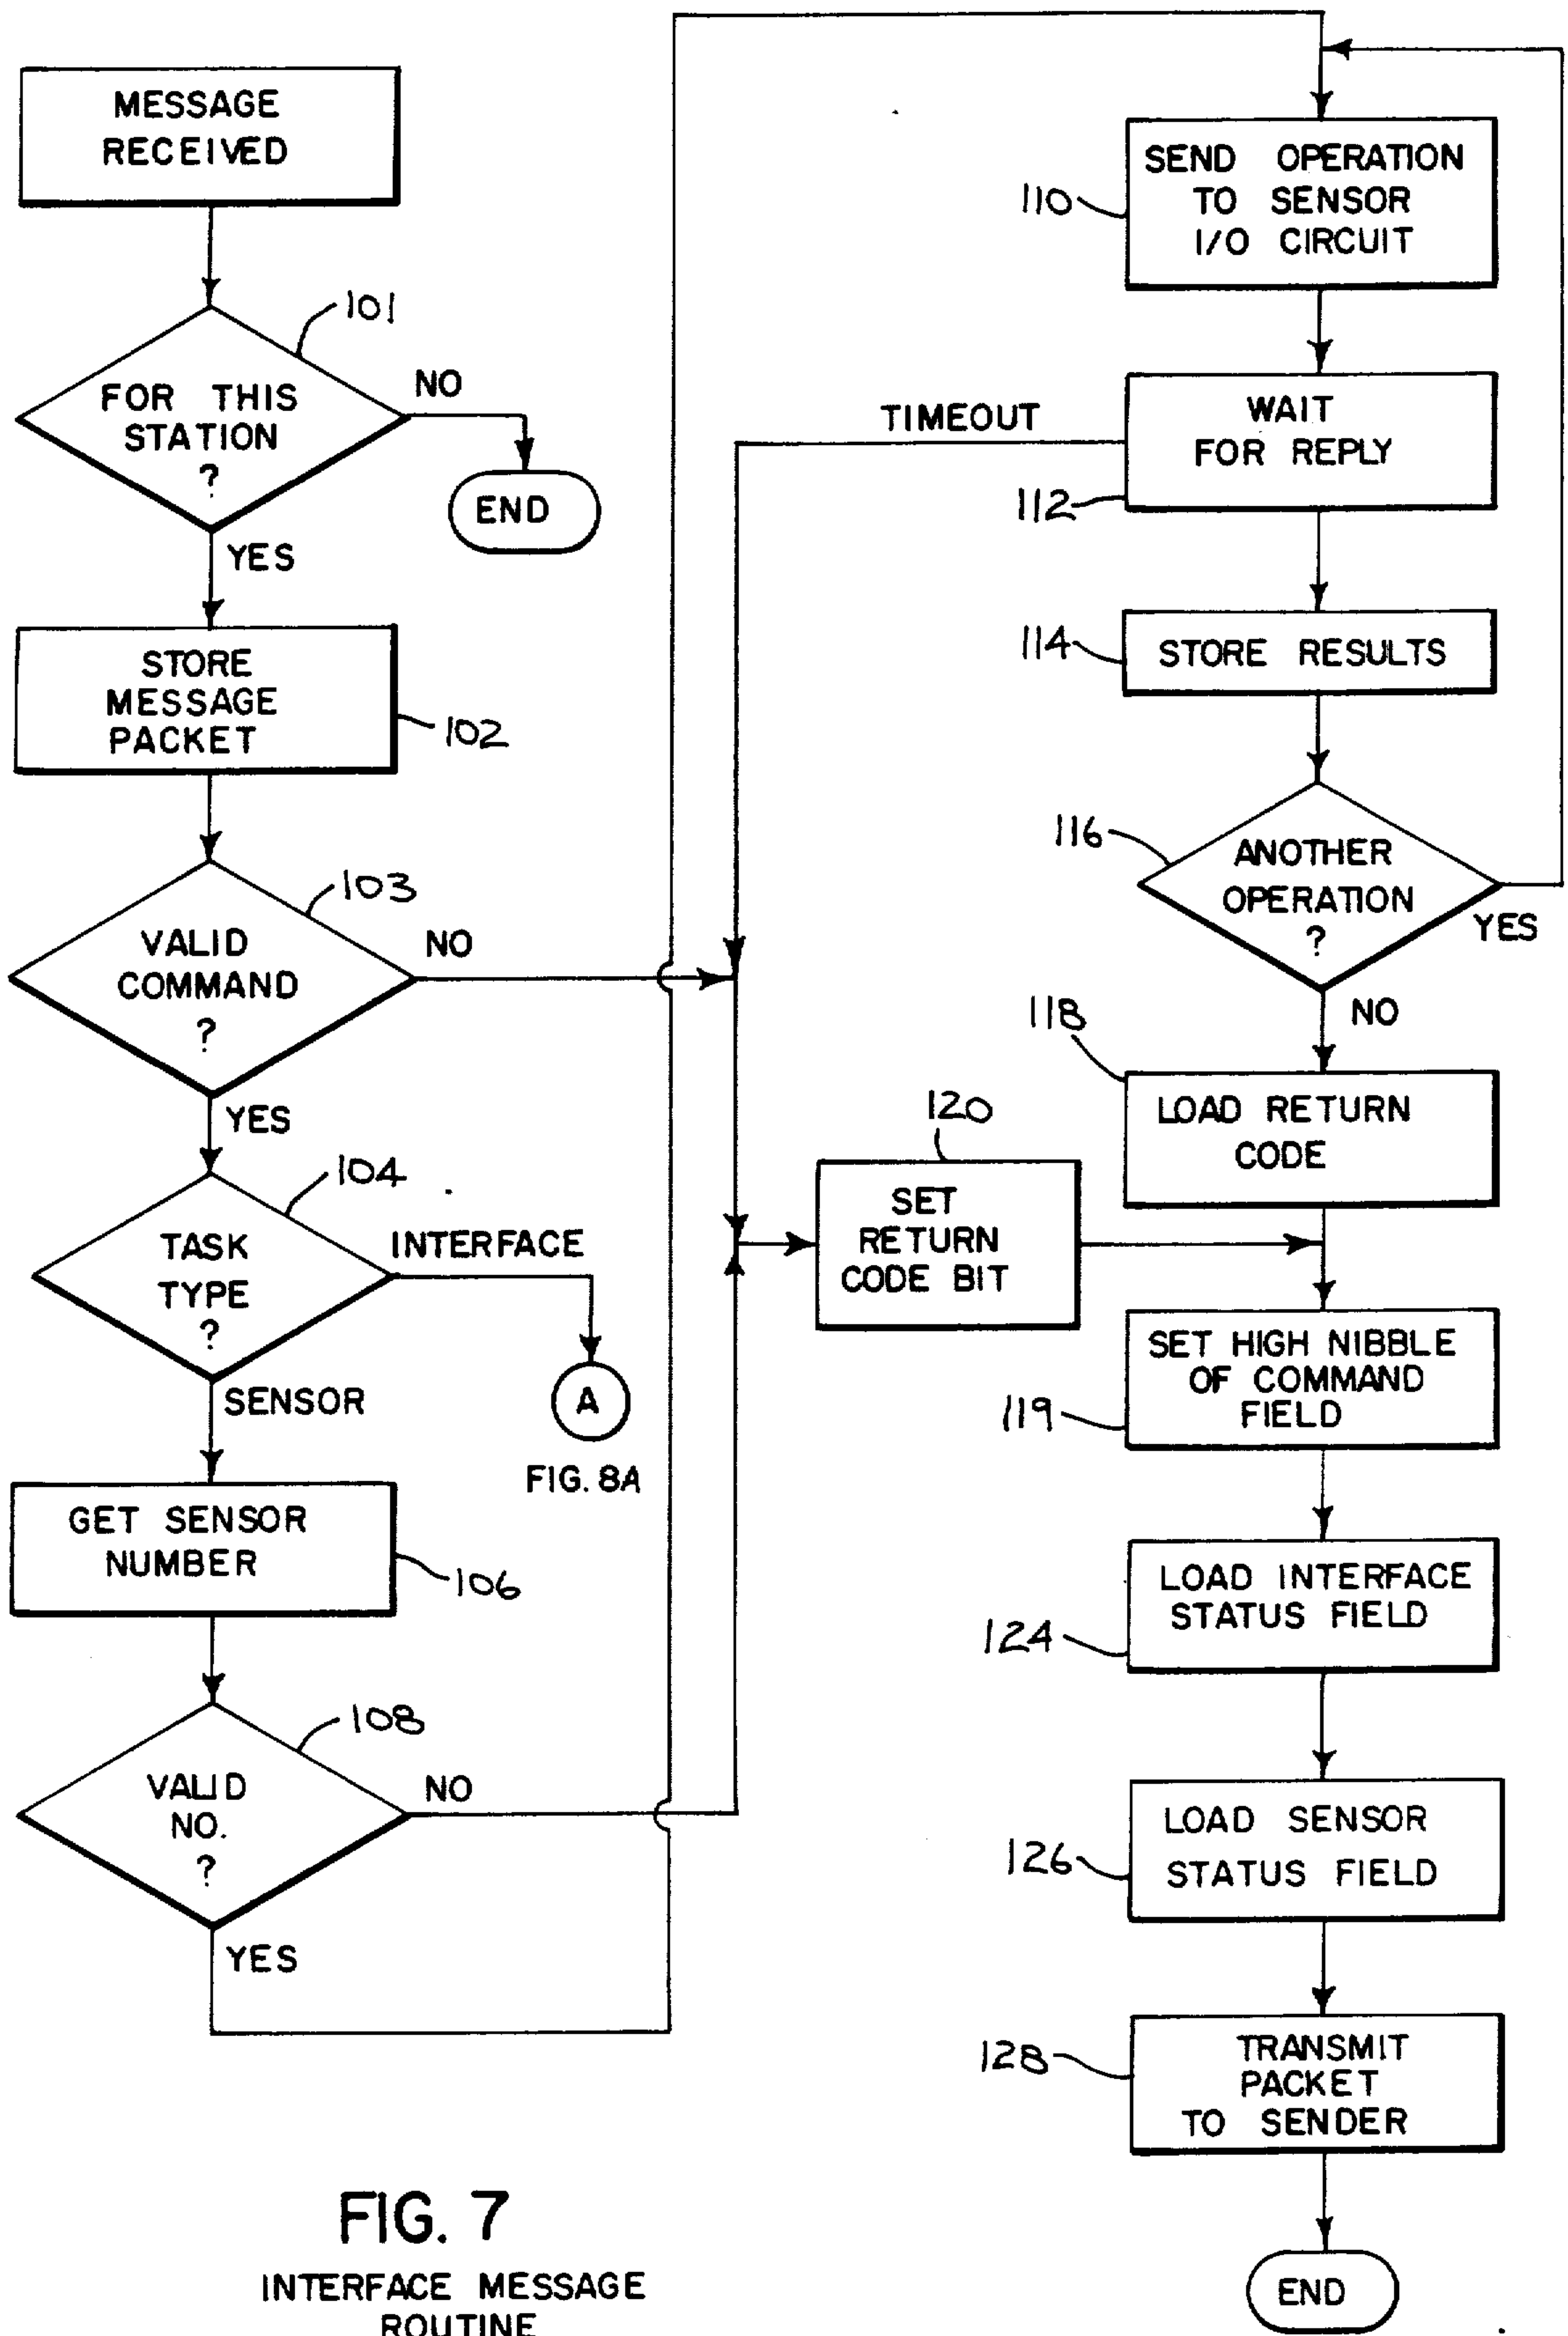 MESSAGE
RECEIVED
101
FOR THIS
STATION
?
NO
END
YES
STORE
MESSAGE
PACKET
102
103
VALID
COMMAND
?
NO
YES
104
TASK
TYPE
?
INTERFACE
A
FIG. 8A
SENSOR
GET SENSOR
NUMBER
106
108
VALID
NO.
?
NO
YES
110
SEND OPERATION
TO SENSOR
I/O CIRCUIT
TIMEOUT
WAIT
FOR REPLY
112
114
STORE RESULTS
116
ANOTHER
OPERATION
?
YES
NO
118
LOAD RETURN
CODE
120
SET
RETURN
CODE BIT
SET HIGH NIBBLE
OF COMMAND
FIELD
119
LOAD INTERFACE
STATUS FIELD
124
LOAD SENSOR
STATUS FIELD
126
128
TRANSMIT
PACKET
TO SENDER
END
FIG. 7
INTERFACE MESSAGE
ROUTINE